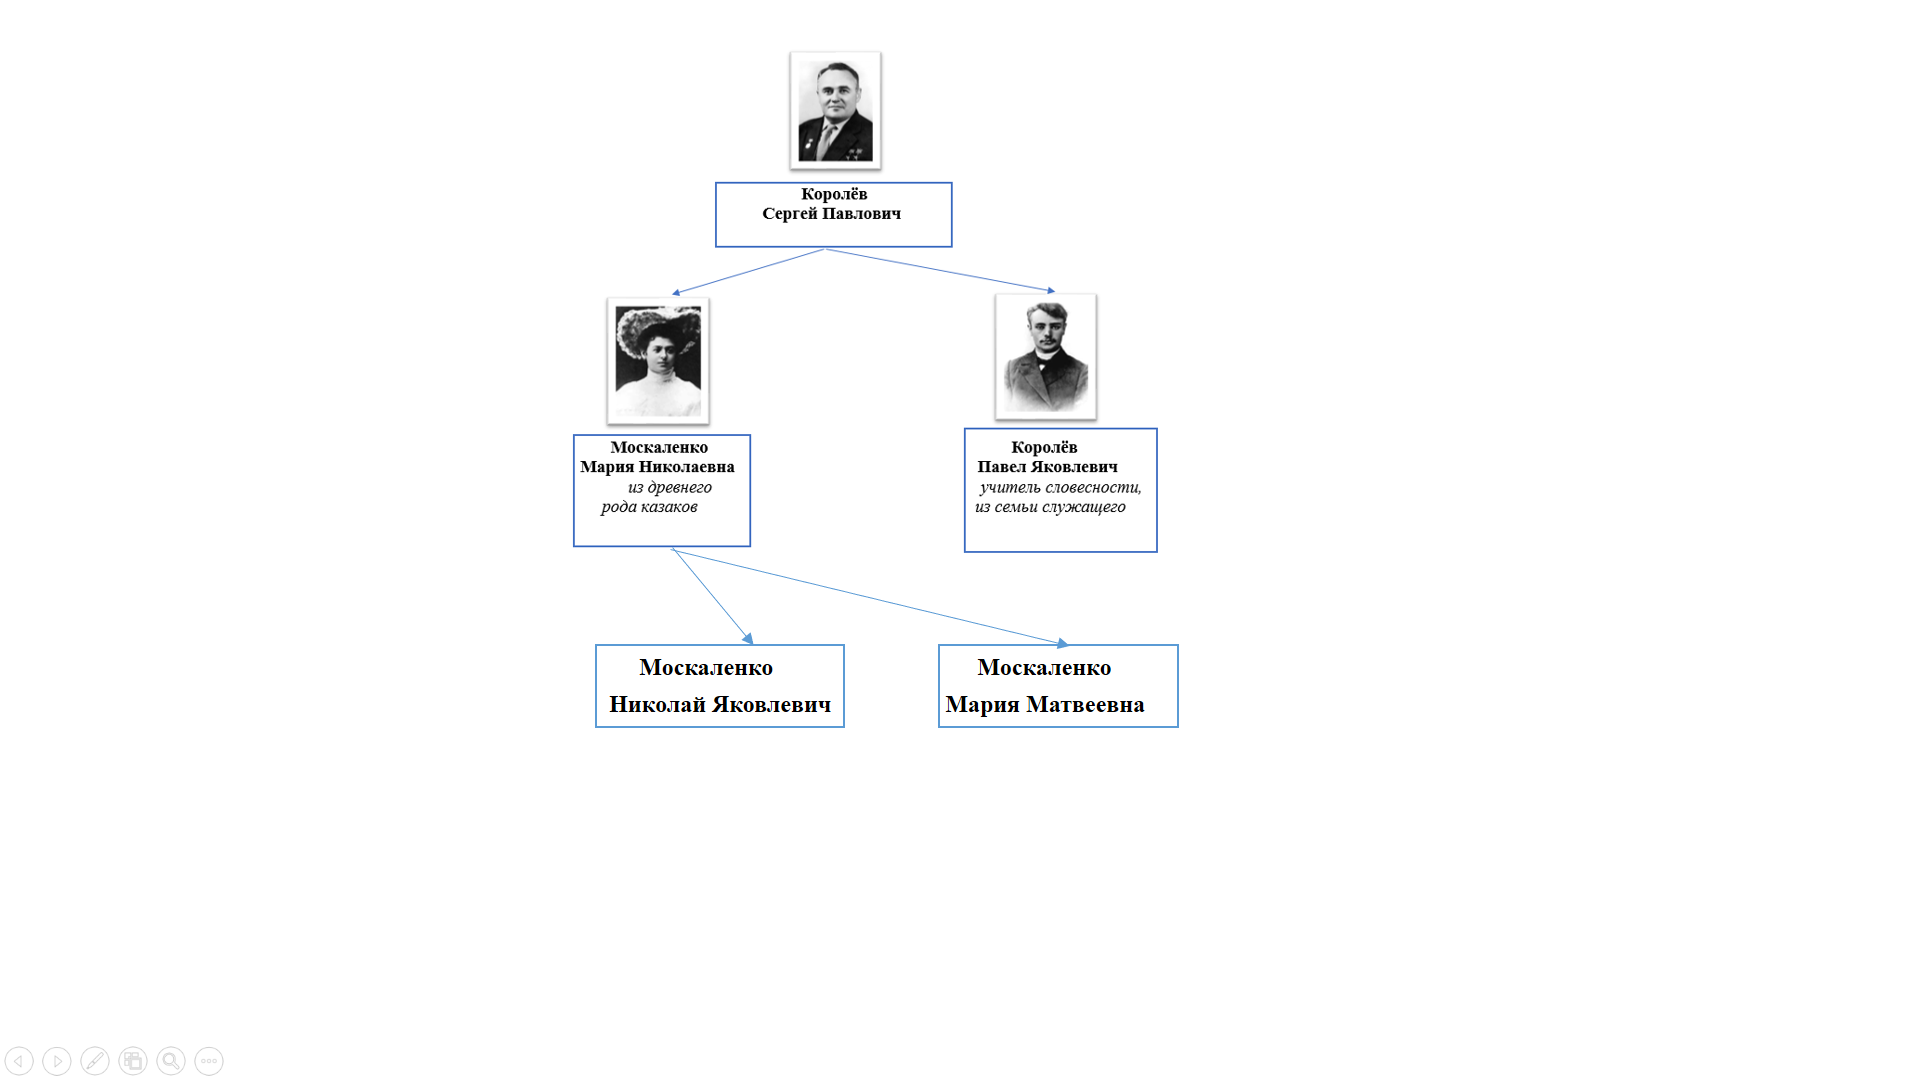 Королёв
Сергей Павлович
Москаленко
Мария Николаевна
из древнего
рода казаков
Королёв
Павел Яковлевич
учитель словесности,
из семьи служащего
Москаленко
Николай Яковлевич
Москаленко
Мария Матвеевна